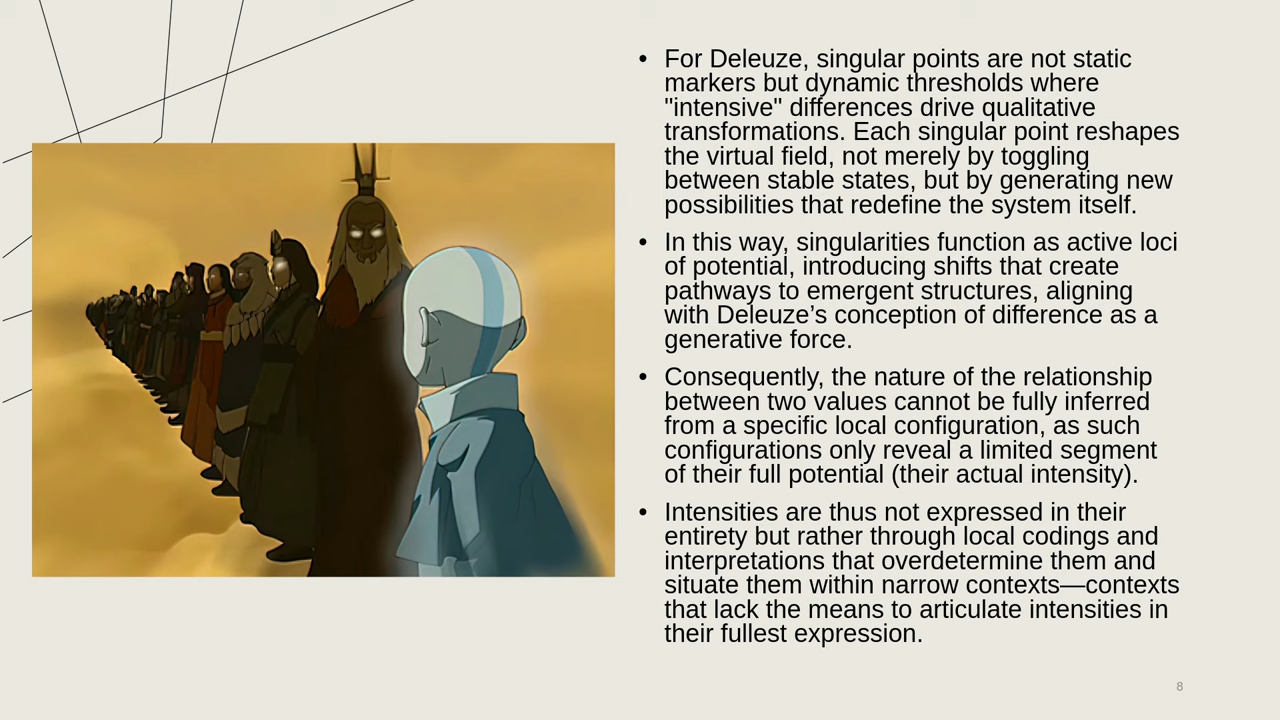 • For Deleuze, singular points are not static
markers but dynamic thresholds where
"intensive" differences drive qualitative
transformations. Each singular point reshapes
the virtual field, not merely by toggling
between stable states, but by generating new
possibilities that redefine the system itself.
• In this way, singularities function as active loci
of potential, introducing shifts that create
pathways to emergent structures, aligning
with Deleuze’s conception of difference as a
generative force.
• Consequently, the nature of the relationship
between two values cannot be fully inferred
from a specific local configuration, as such
configurations only reveal a limited segment
of their full potential (their actual intensity).
• Intensities are thus not expressed in their
entirety but rather through local codings and
interpretations that overdetermine them and
situate them within narrow contexts—contexts
that lack the means to articulate intensities in
their fullest expression.
8